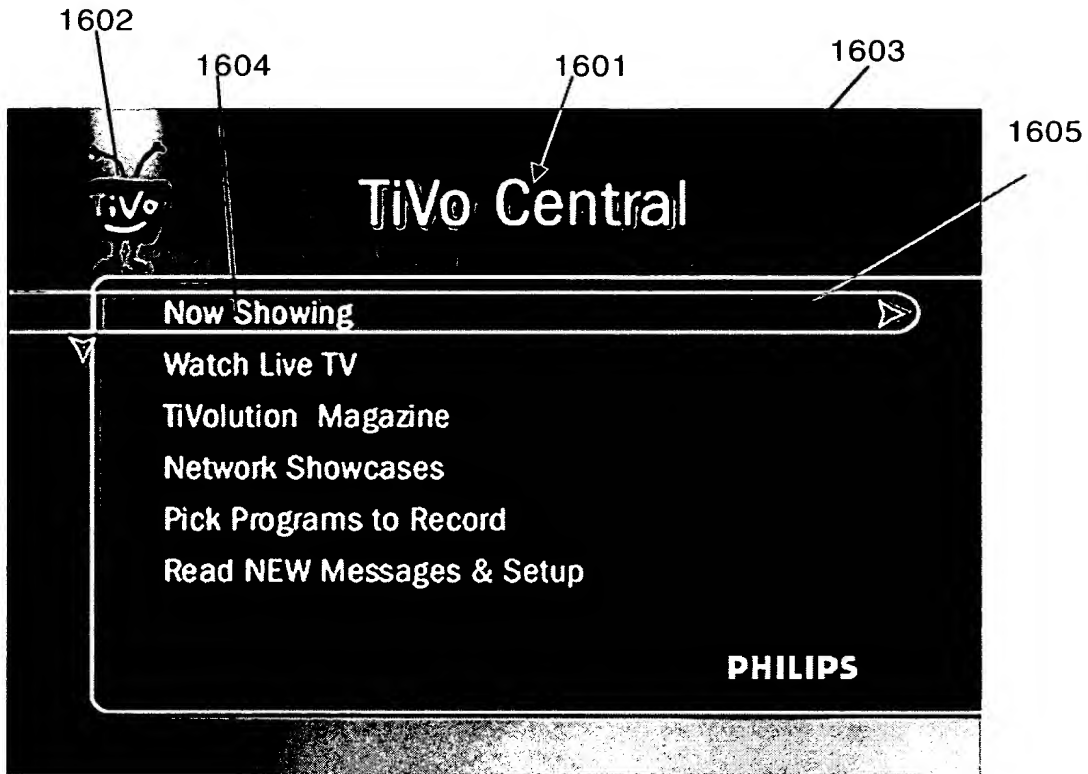 1602
1604
1601
1603
1605
TiVo
TiVo Central
Now Showing
Watch Live TV
TiVolution Magazine
Network Showcases
Pick Programs to Record
Read NEW Messages & Setup
PHILIPS